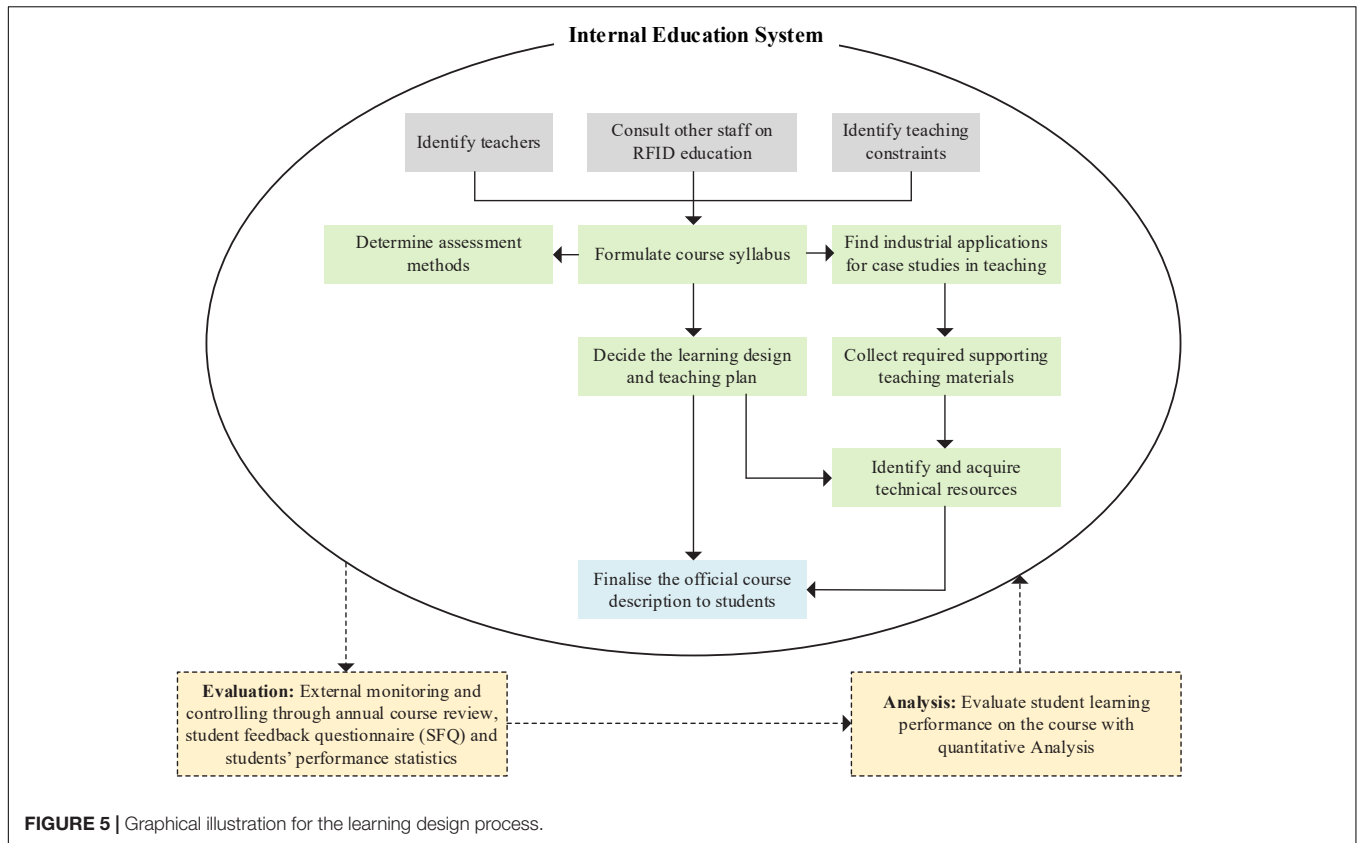 Internal Education System
Identify teachers
Consult other staff on
RFID education
Identify teaching
constraints
Determine assessment
methods
Formulate course syllabus
Find industrial applications
for case studies in teaching
Decide the learning design
and teaching plan
Collect required supporting
teaching materials
Identify and acquire
technical resources
Finalise the official course
description to students
Evaluation: External monitoring and
controlling through annual course review,
student feedback questionnaire (SFQ) and
students’ performance statistics
Analysis: Evaluate student learning
performance on the course with
quantitative Analysis
FIGURE 5 | Graphical illustration for the learning design process.